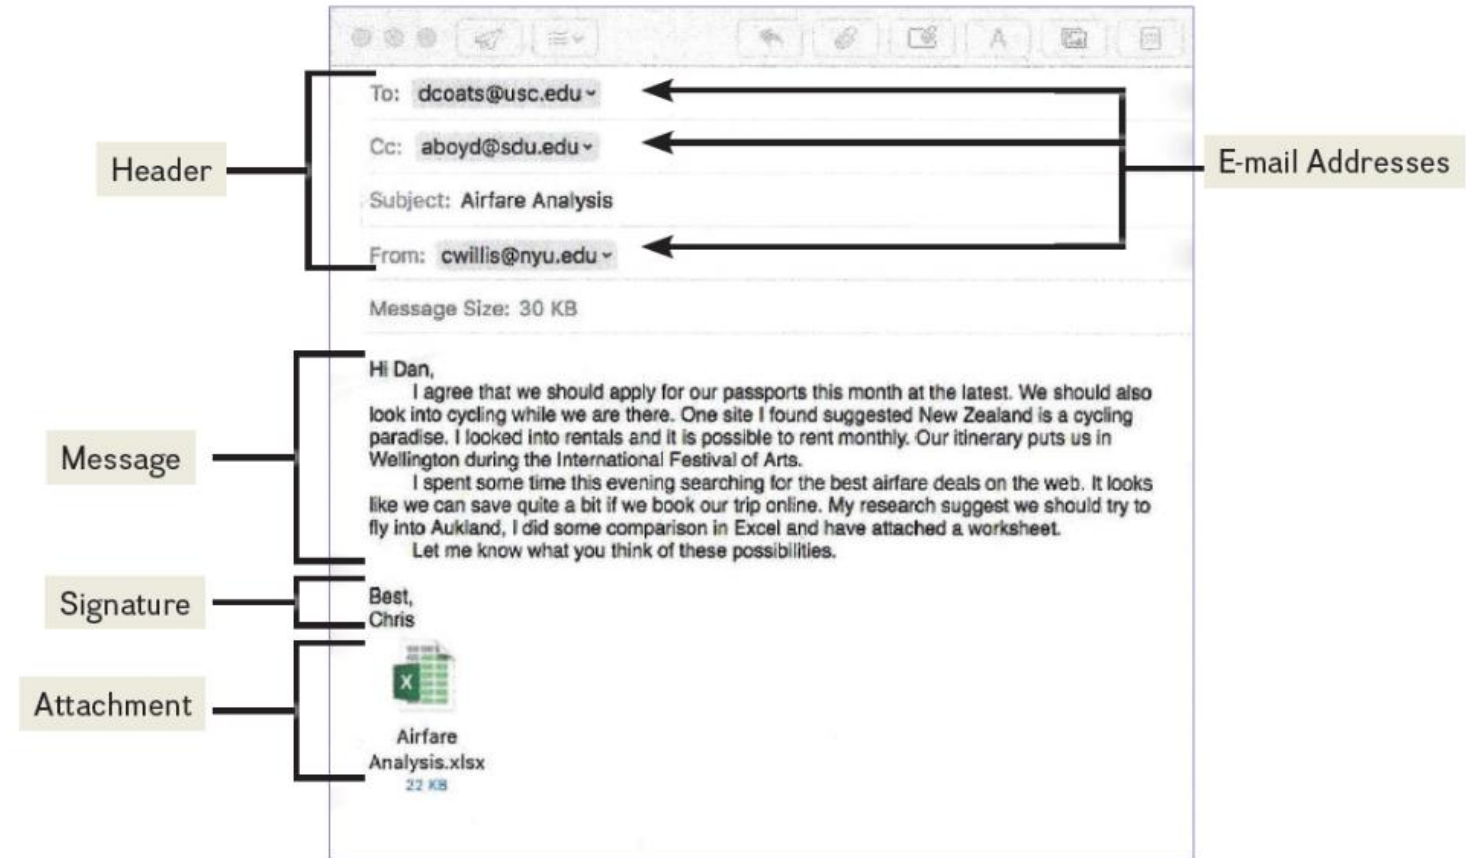 To: dcoats@usc.edu
Cc: aboyd@sdu.edu
Header
E-mail Addresses
Subject: Airfare Analysis
From: cwillis@nyu.edu
Message Size: 30 KB
Hi Dan,
I agree that we should apply for our passports this month at the latest. We should also
look into cycling while we are there. One site I found suggested New Zealand is a cycling
paradise. I looked into rentals and it is possible to rent monthly. Our itinerary puts us in
Wellington during the International Festival of Arts.
Message
I spent some time this evening searching for the best airfare deals on the web. It looks
like we can save quite a bit if we book our trip online. My research suggest we should try to
fly into Aukland, I did some comparison in Excel and have attached a worksheet.
Let me know what you think of these possibilities.
Signature
Best,
Chris
Attachment
X
Airfare
Analysis.xlsx
22 KB